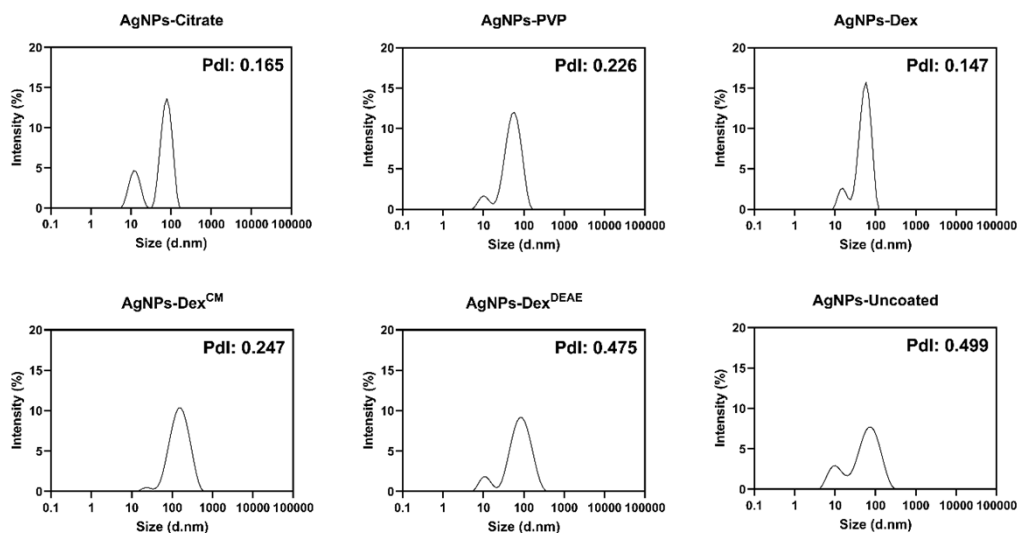 AgNPs-Citrate
PdI: 0.165
20
15
10
5
0
Intensity (%)
0.1 1 10 100 1000 10000 100000
Size (d.nm)
AgNPs-PVP
PdI: 0.226
20
15
10
5
0
Intensity (%)
0.1 1 10 100 1000 10000 100000
Size (d.nm)
AgNPs-Dex
PdI: 0.147
20
15
10
5
0
Intensity (%)
0.1 1 10 100 1000 10000 100000
Size (d.nm)
AgNPs-Dex^CM
PdI: 0.247
20
15
10
5
0
Intensity (%)
0.1 1 10 100 1000 10000 100000
Size (d.nm)
AgNPs-Dex^DEAE
PdI: 0.475
20
15
10
5
0
Intensity (%)
0.1 1 10 100 1000 10000 100000
Size (d.nm)
AgNPs-Uncoated
PdI: 0.499
20
15
10
5
0
Intensity (%)
0.1 1 10 100 1000 10000 100000
Size (d.nm)